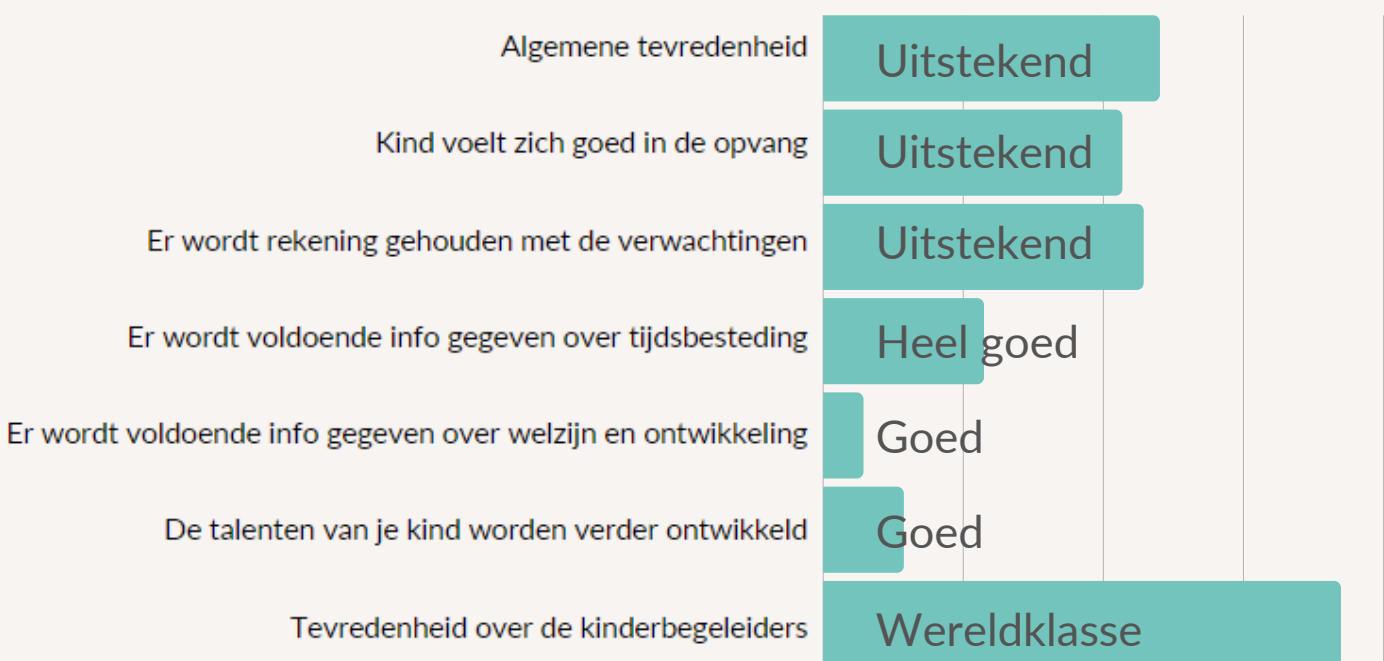 Algemene tevredenheid Uitstekend
Kind voelt zich goed in de opvang Uitstekend
Er wordt rekening gehouden met de verwachtingen Uitstekend
Er wordt voldoende info gegeven over tijdsbesteding Heel goed
Er wordt voldoende info gegeven over welzijn en ontwikkeling Goed
De talenten van je kind worden verder ontwikkeld Goed
Tevredenheid over de kinderbegeleiders Wereldklasse